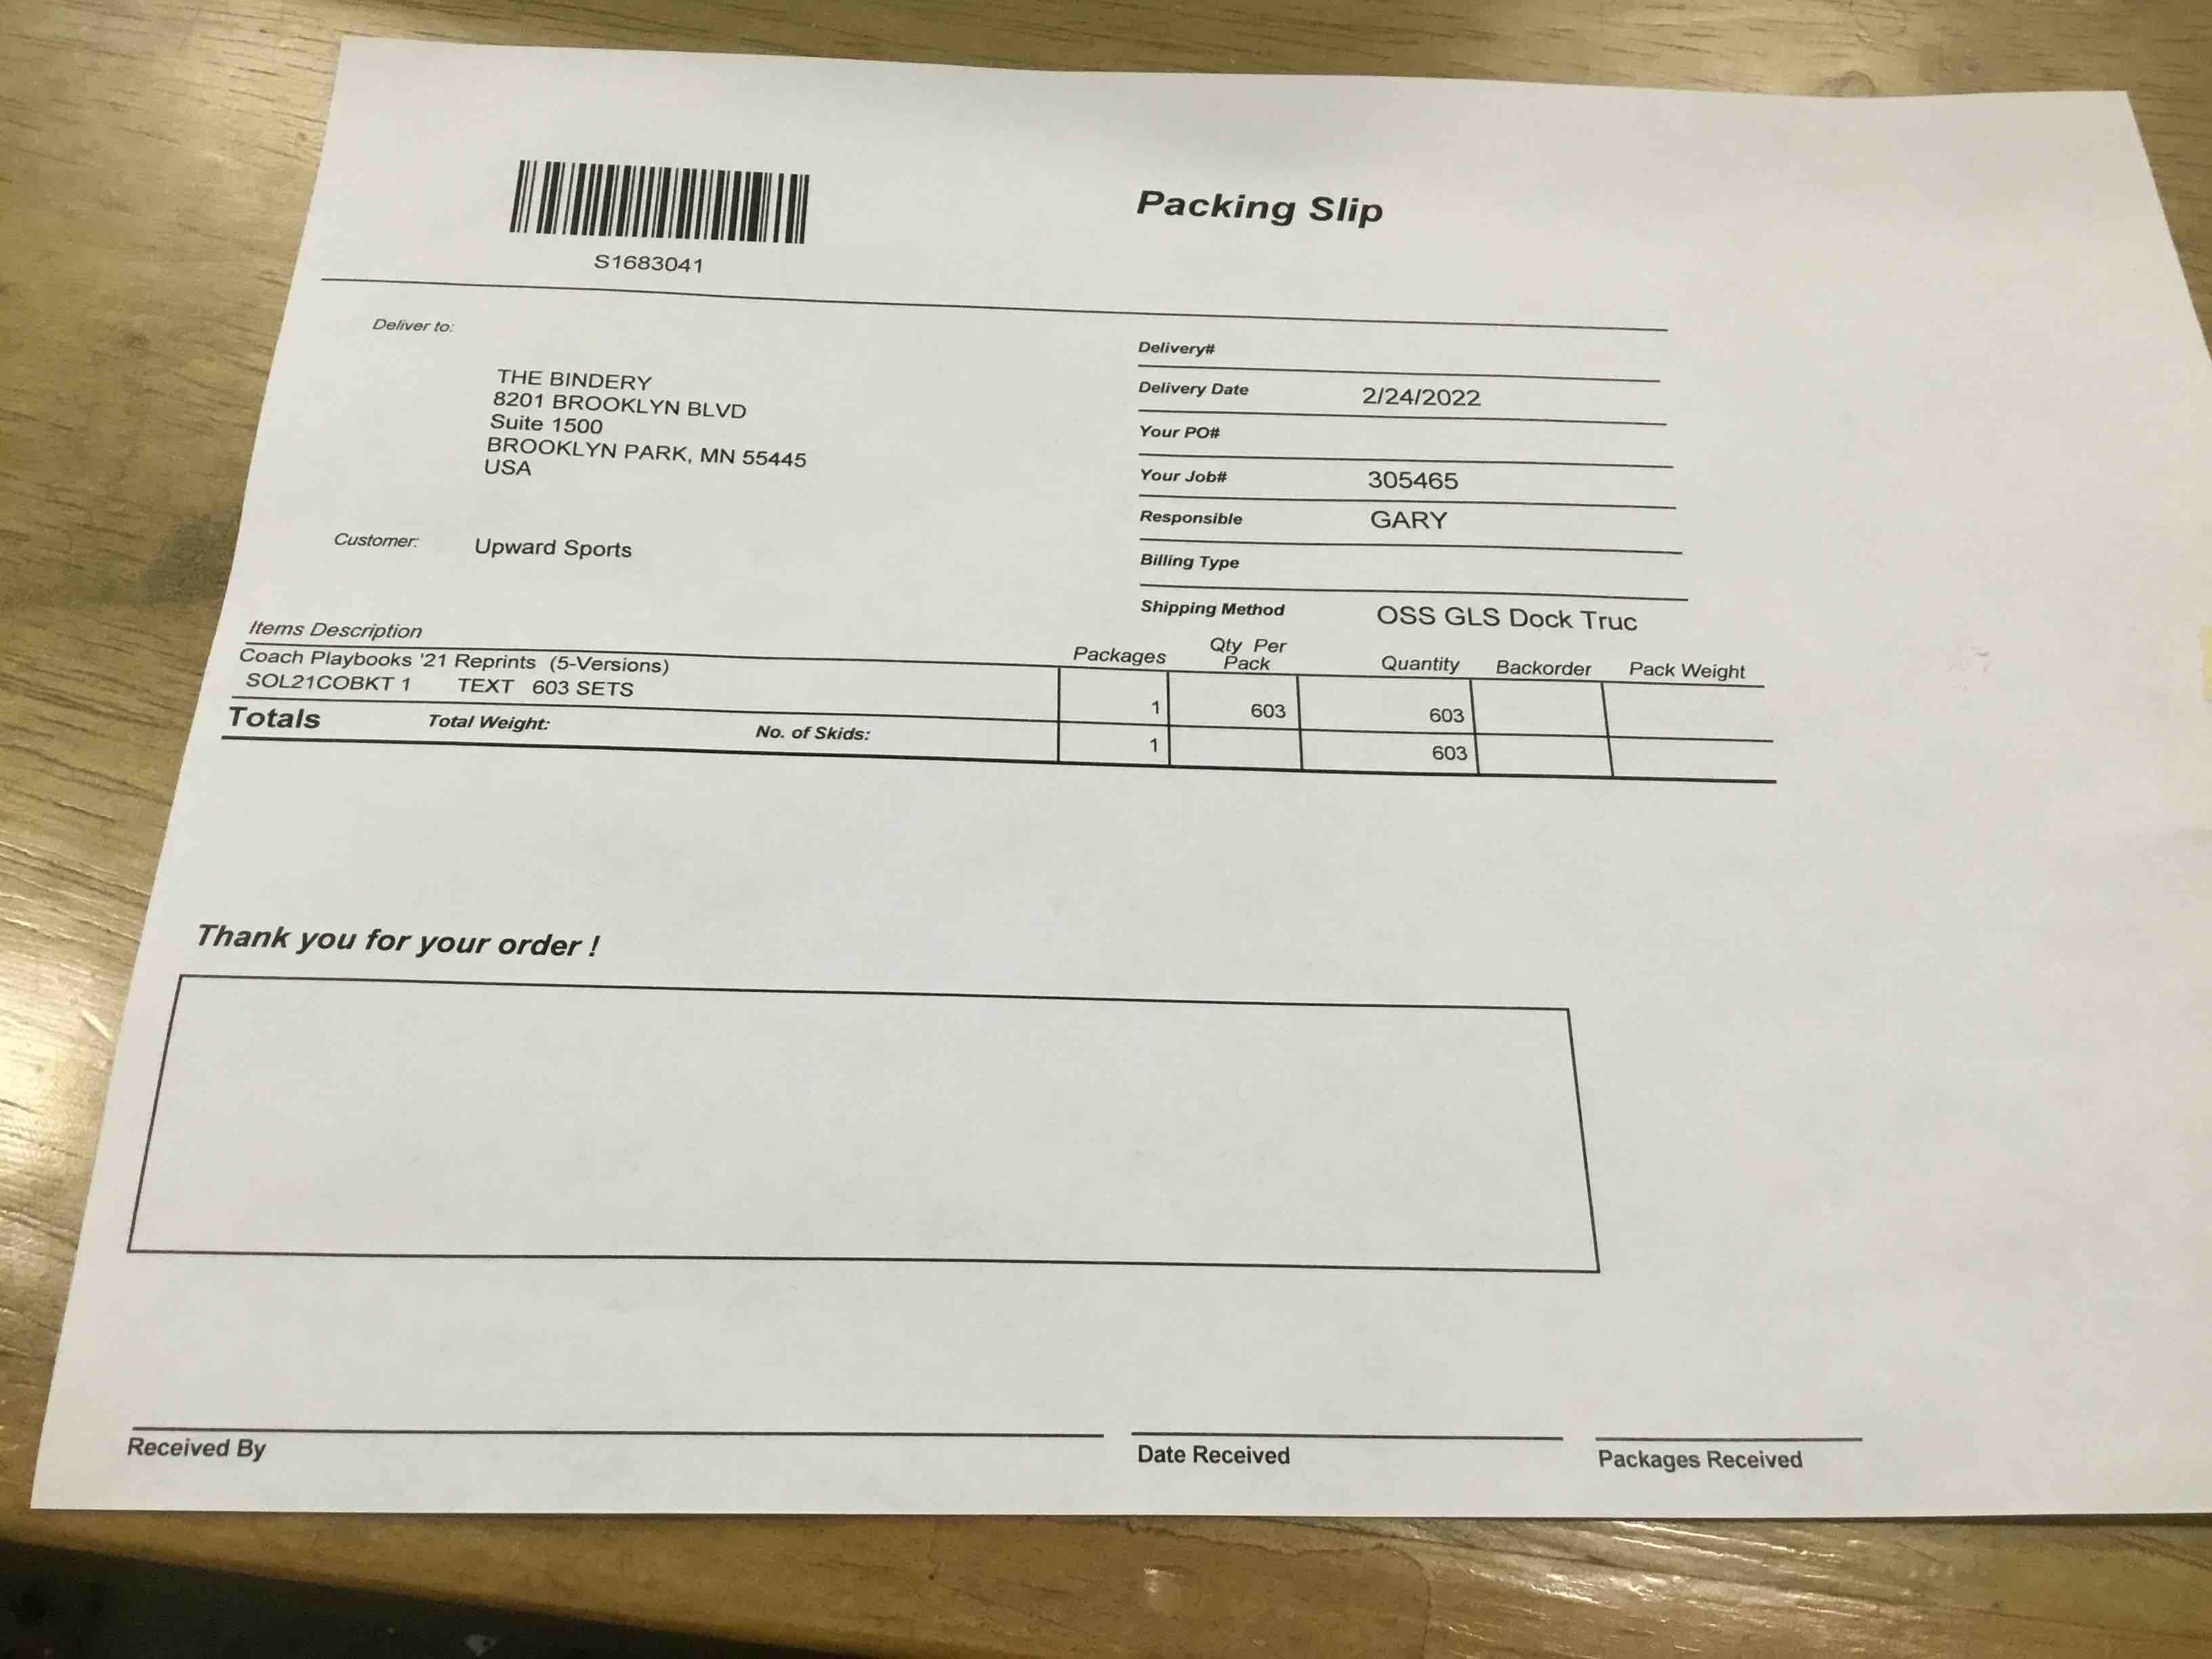 Packing Slip
S1683041
Deliver to:
THE BINDERY
8201 BROOKLYN BLVD
Suite 1500
BROOKLYN PARK, MN 55445
USA
Customer: Upward Sports
Delivery#
Delivery Date 2/24/2022
Your PO#
Your Job# 305465
Responsible GARY
Billing Type
Shipping Method OSS GLS Dock Truc
Items Description Packages Qty Per Pack Quantity Backorder Pack Weight
Coach Playbooks '21 Reprints (5-Versions)
SOL21COBKT 1 TEXT 603 SETS 1 603 603
Totals Total Weight: No. of Skids: 1 603
Thank you for your order !
Received By Date Received Packages Received